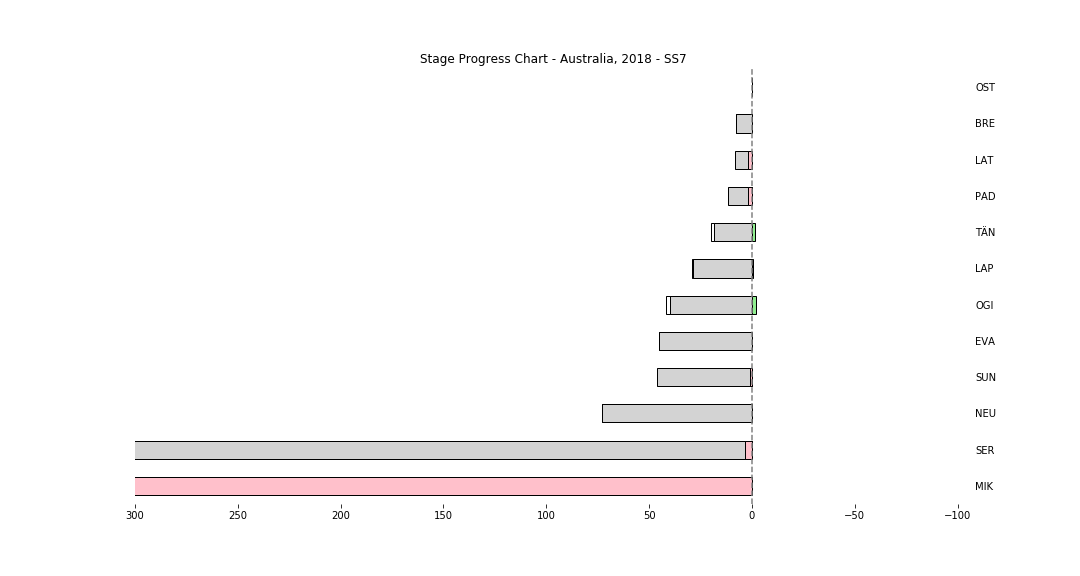 Stage Progress Chart - Australia, 2018 - SS7
OST
BRE
LAT
PAD
TÄN
LAP
OGI
EVA
SUN
NEU
SER
MIK
300 250 200 150 100 50 0 −50 −100